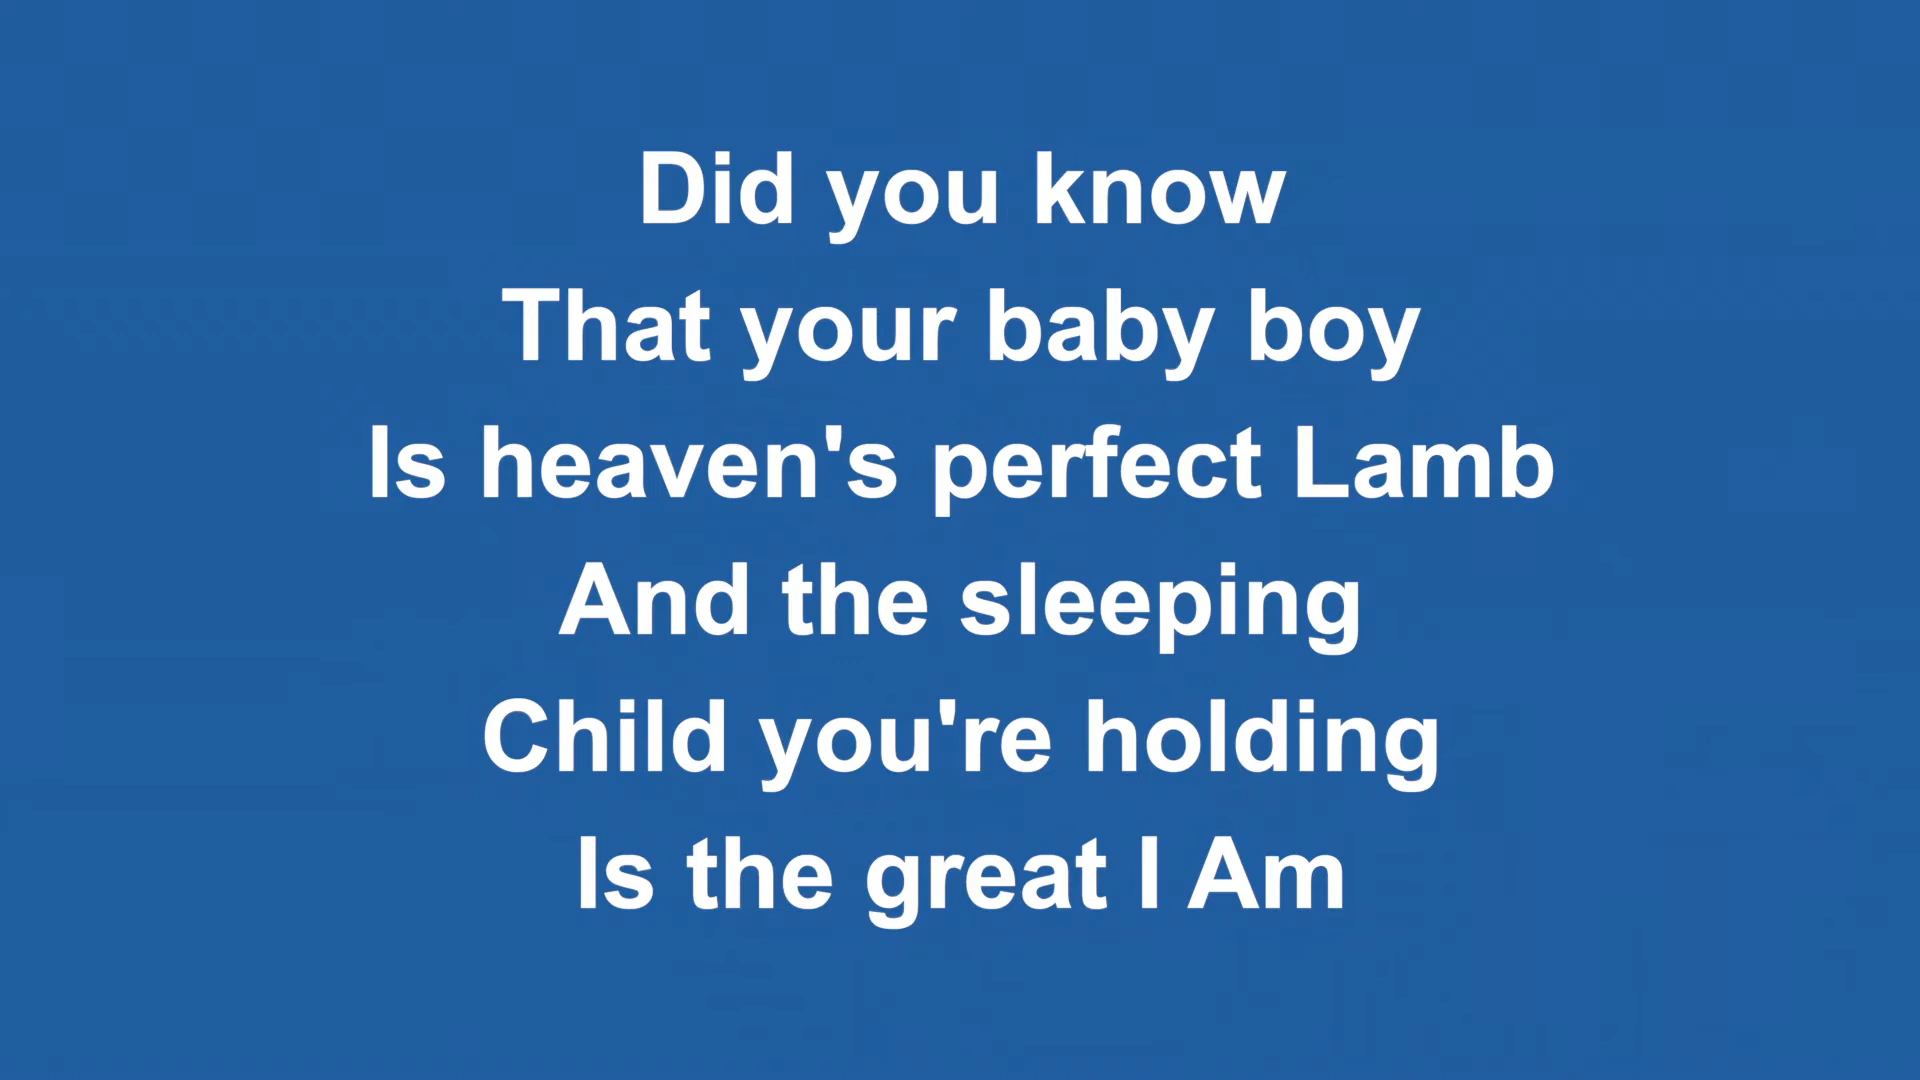 Did you know
That your baby boy
Is heaven's perfect Lamb
And the sleeping
Child you're holding
Is the great I Am